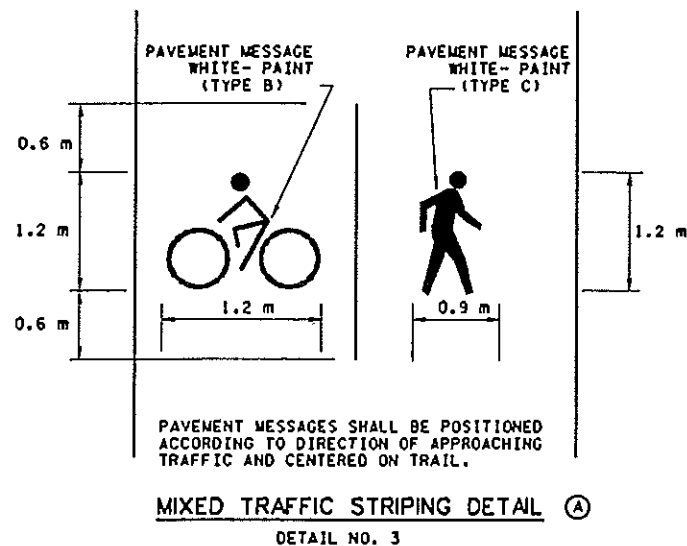 PAVEMENT MESSAGE
WHITE- PAINT
(TYPE B)
PAVEMENT MESSAGE
WHITE- PAINT
(TYPE C)
0.6 m
1.2 m
0.6 m
1.2 m
0.9 m
1.2 m
PAVEMENT MESSAGES SHALL BE POSITIONED
ACCORDING TO DIRECTION OF APPROACHING
TRAFFIC AND CENTERED ON TRAIL.
MIXED TRAFFIC STRIPING DETAIL A
DETAIL NO. 3